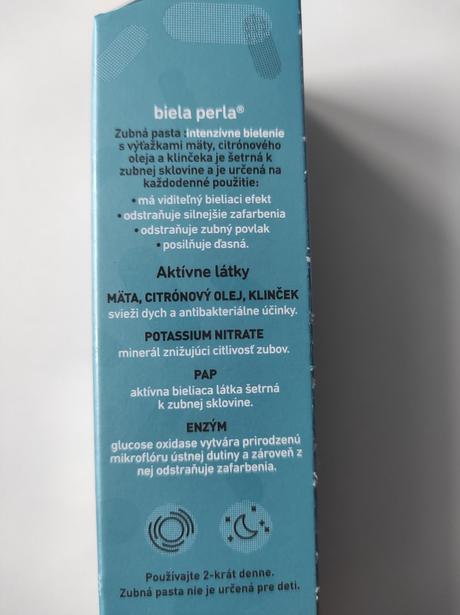 biela perla®
Zubná pasta :intenzívne bielenie
s výťažkami mäty, citrónového
oleja a klinčeka je šetrná k
zubnej sklovine a je určená na
každodenné použitie:
• má viditeľný bieliaci efekt
• odstraňuje silnejšie zafarbenia
• odstraňuje zubný povlak
• posilňuje ďasná.
Aktívne látky
MÄTA, CITRÓNOVÝ OLEJ, KLINČEK
svieži dych a antibakteriálne účinky.
POTASSIUM NITRATE
minerál znižujúci citlivosť zubov.
PAP
aktívna bieliaca látka šetrná
k zubnej sklovine.
ENZÝM
glucose oxidase vytvára prirodzenú
mikroflóru ústnej dutiny a zároveň z
nej odstraňuje zafarbenia.
Používajte 2-krát denne.
Zubná pasta nie je určená pre deti.